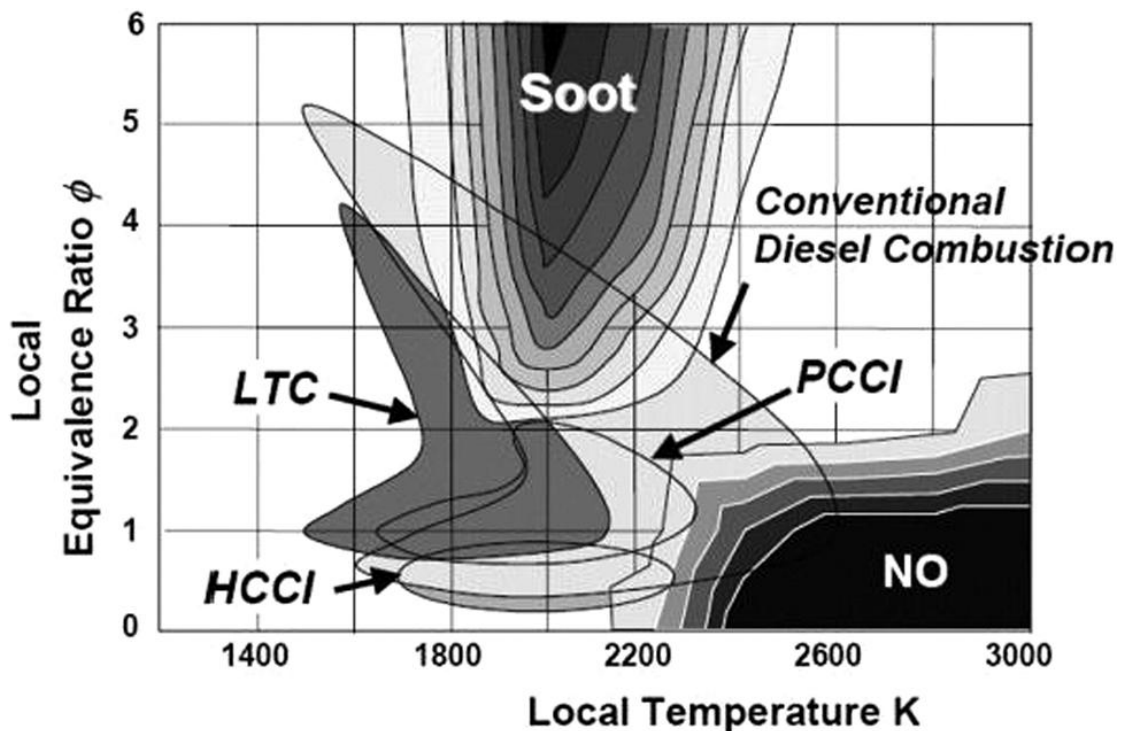 6
5
4
3
2
1
0
Local
Equivalence Ratio ϕ
Soot
Conventional
Diesel Combustion
LTC
PCCI
HCCI
NO
1400 1800 2200 2600 3000
Local Temperature K